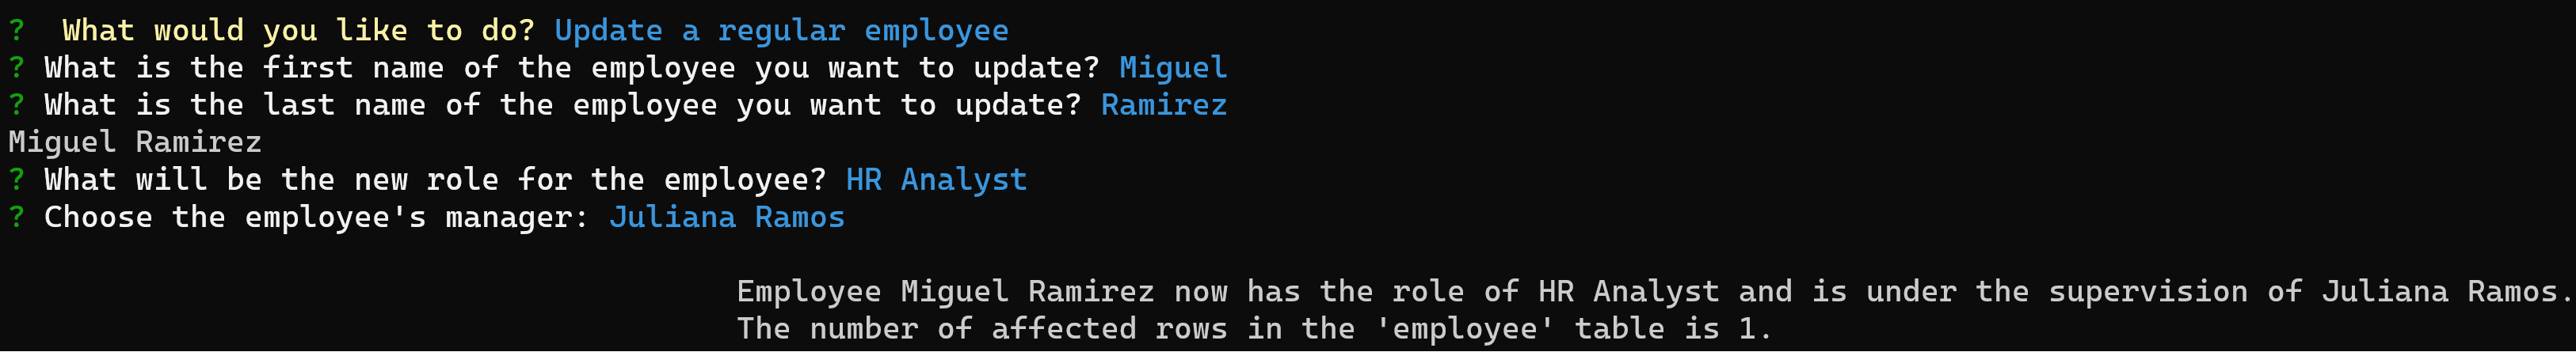 ? What would you like to do? Update a regular employee
? What is the first name of the employee you want to update? Miguel
? What is the last name of the employee you want to update? Ramirez
Miguel Ramirez
? What will be the new role for the employee? HR Analyst
? Choose the employee's manager: Juliana Ramos
Employee Miguel Ramirez now has the role of HR Analyst and is under the supervision of Juliana Ramos.
The number of affected rows in the 'employee' table is 1.